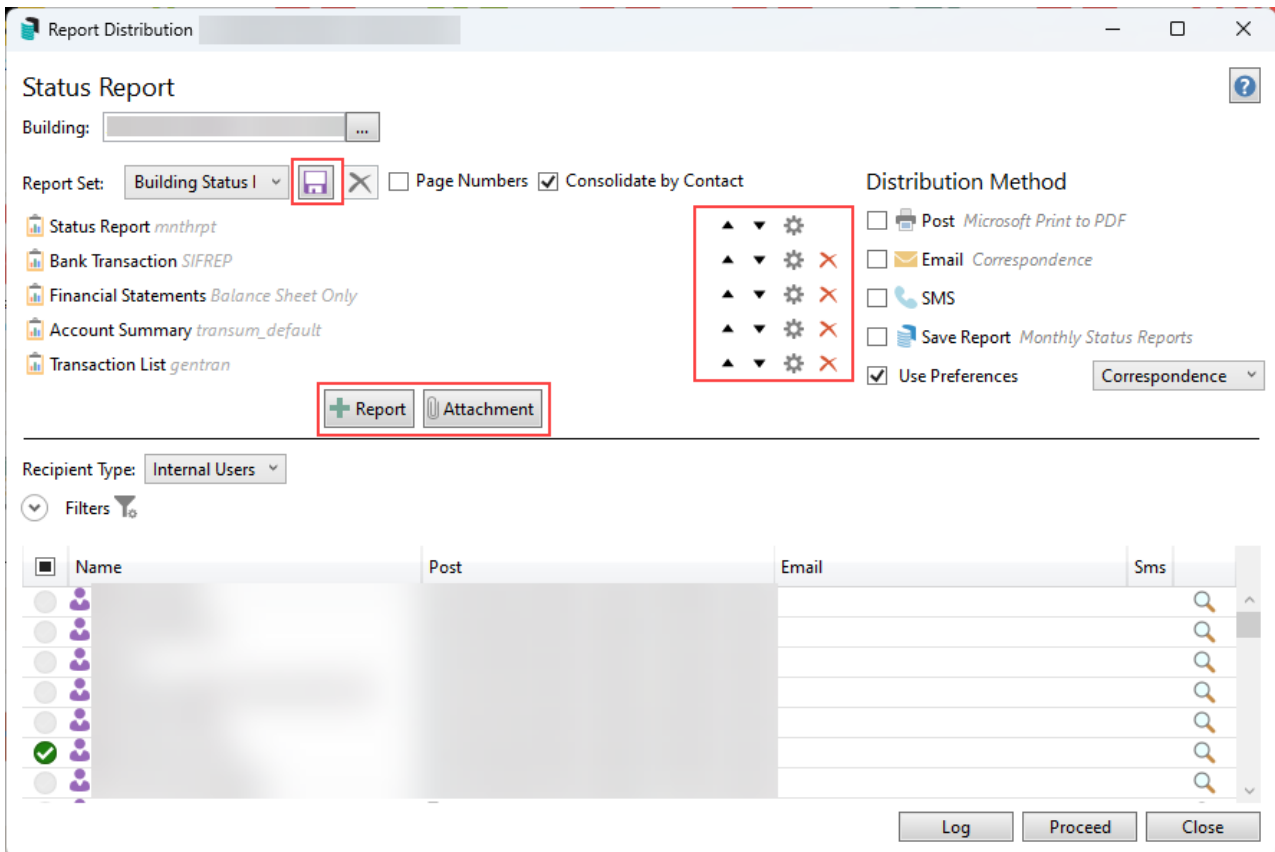 Report Distribution
Status Report
Building: ...
Report Set: Building Status I Page Numbers Consolidate by Contact
Status Report mnthrpt
Bank Transaction SIFREP
Financial Statements Balance Sheet Only
Account Summary transum_default
Transaction List gentran
Report Attachment
Distribution Method
Post Microsoft Print to PDF
Email Correspondence
SMS
Save Report Monthly Status Reports
Use Preferences Correspondence
Recipient Type: Internal Users
Filters
Name Post Email Sms
Log Proceed Close